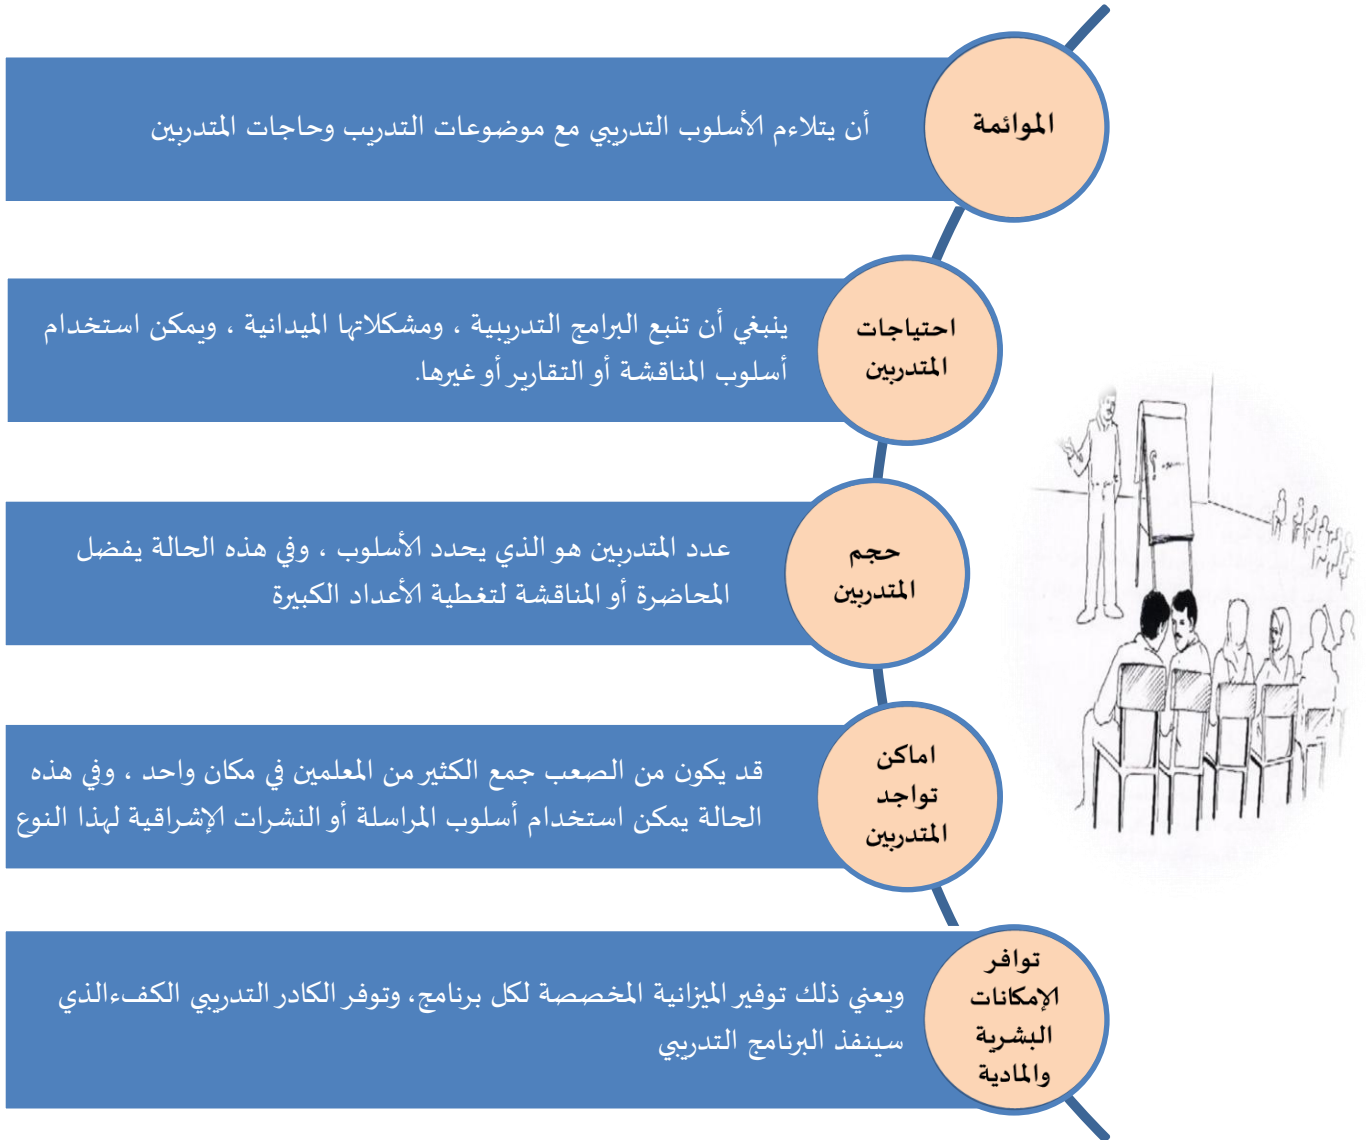 الموائمة
أن يتلاءم الأسلوب التدريبي مع موضوعات التدريب وحاجات المتدربين
احتياجات
المتدربين
ينبغي أن تنبع البرامج التدريبية ، ومشكلاتها الميدانية ، ويمكن استخدام
أسلوب المناقشة أو التقارير أو غيرها.
حجم
المتدربين
عدد المتدربين هو الذي يحدد الأسلوب ، وفي هذه الحالة يفضل
المحاضرة أو المناقشة لتغطية الأعداد الكبيرة
اماكن
تواجد
المتدربين
قد يكون من الصعب جمع الكثير من المعلمين في مكان واحد ، وفي هذه
الحالة يمكن استخدام أسلوب المراسلة أو النشرات الإشراقية لهذا النوع
توافر
الإمكانات
البشرية
والمادية
ويعني ذلك توفير الميزانية المخصصة لكل برنامج، وتوفر الكادر التدريبي الكفءالذي
سينفذ البرنامج التدريبي